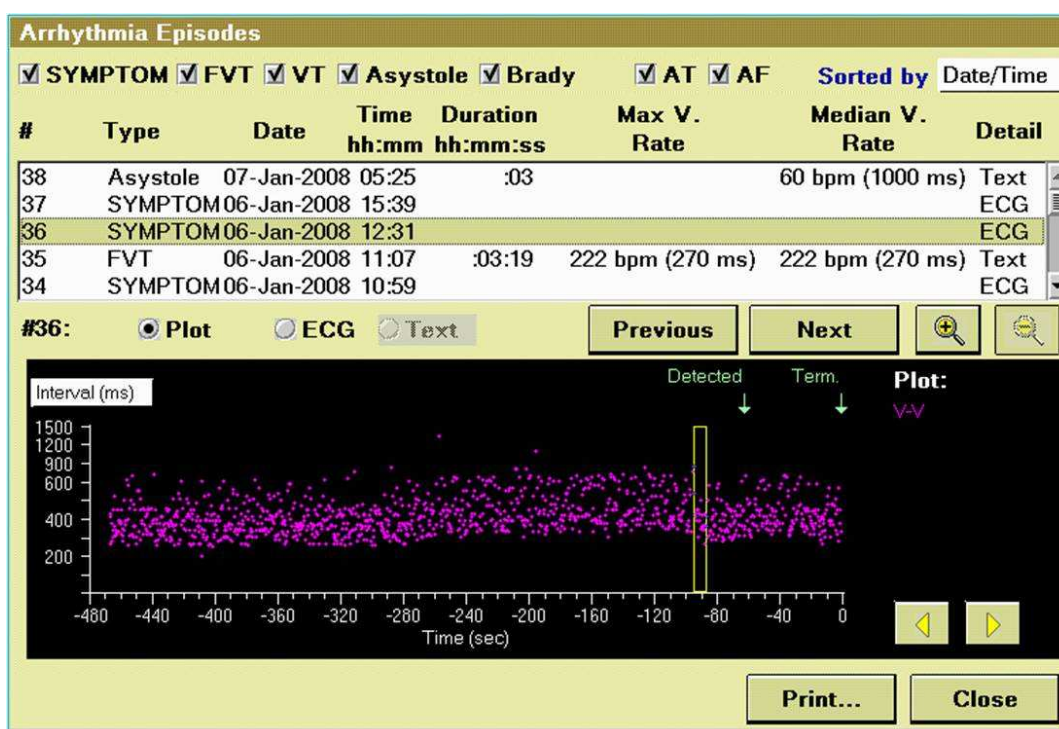 Arrhythmia Episodes
SYMPTOM FVT VT Asystole Brady AT AF Sorted by Date/Time
# Type Date Time hh:mm Duration hh:mm:ss Max V. Rate Median V. Rate Detail
38 Asystole 07-Jan-2008 05:25 :03 60 bpm (1000 ms) Text
37 SYMPTOM 06-Jan-2008 15:39 ECG
36 SYMPTOM 06-Jan-2008 12:31 ECG
35 FVT 06-Jan-2008 11:07 :03:19 222 bpm (270 ms) 222 bpm (270 ms) Text
34 SYMPTOM 06-Jan-2008 10:59 ECG
#36: Plot ECG Text Previous Next
Detected Term. Plot:
Interval (ms) V-V
1500
1200
900
600
400
200
-480 -440 -400 -360 -320 -280 -240 -200 -160 -120 -80 -40 0
Time (sec)
Print... Close